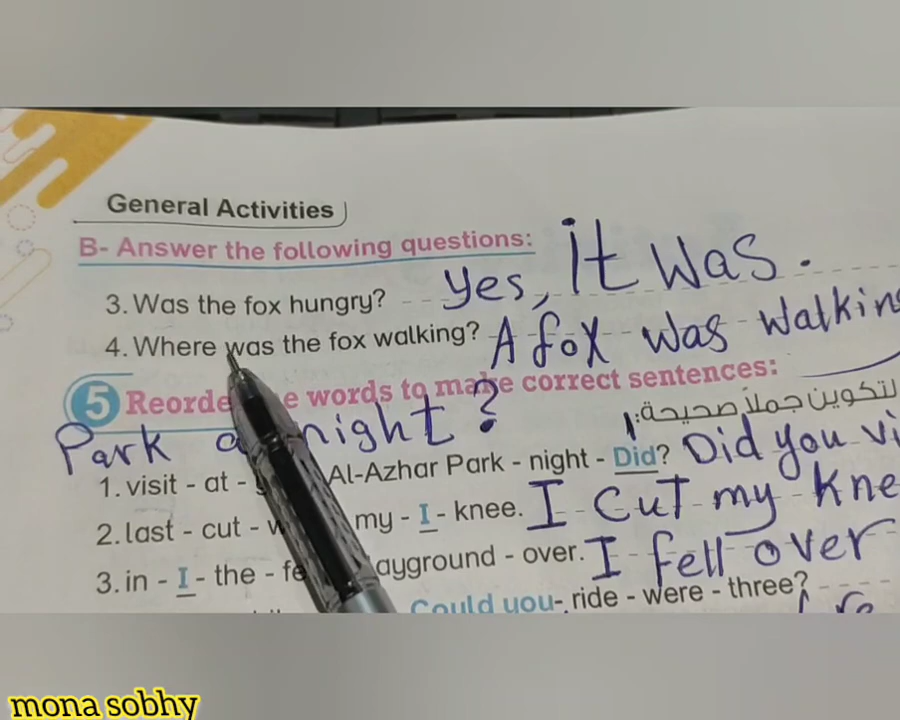 General Activities
B- Answer the following questions:
3. Was the fox hungry? yes, it was.
4. Where was the fox walking? A fox was walkin
5 Reorde words to make correct sentences:
لتكوين جملاً صحيحة:
Park night?
1. visit - at - Al-Azhar Park - night - Did? Did you vi
2. last - cut - my - I - knee. I cut my kne
3. in - I - the - fe ayground - over. I fell over
Could you - ride - were - three?
mona sobhy